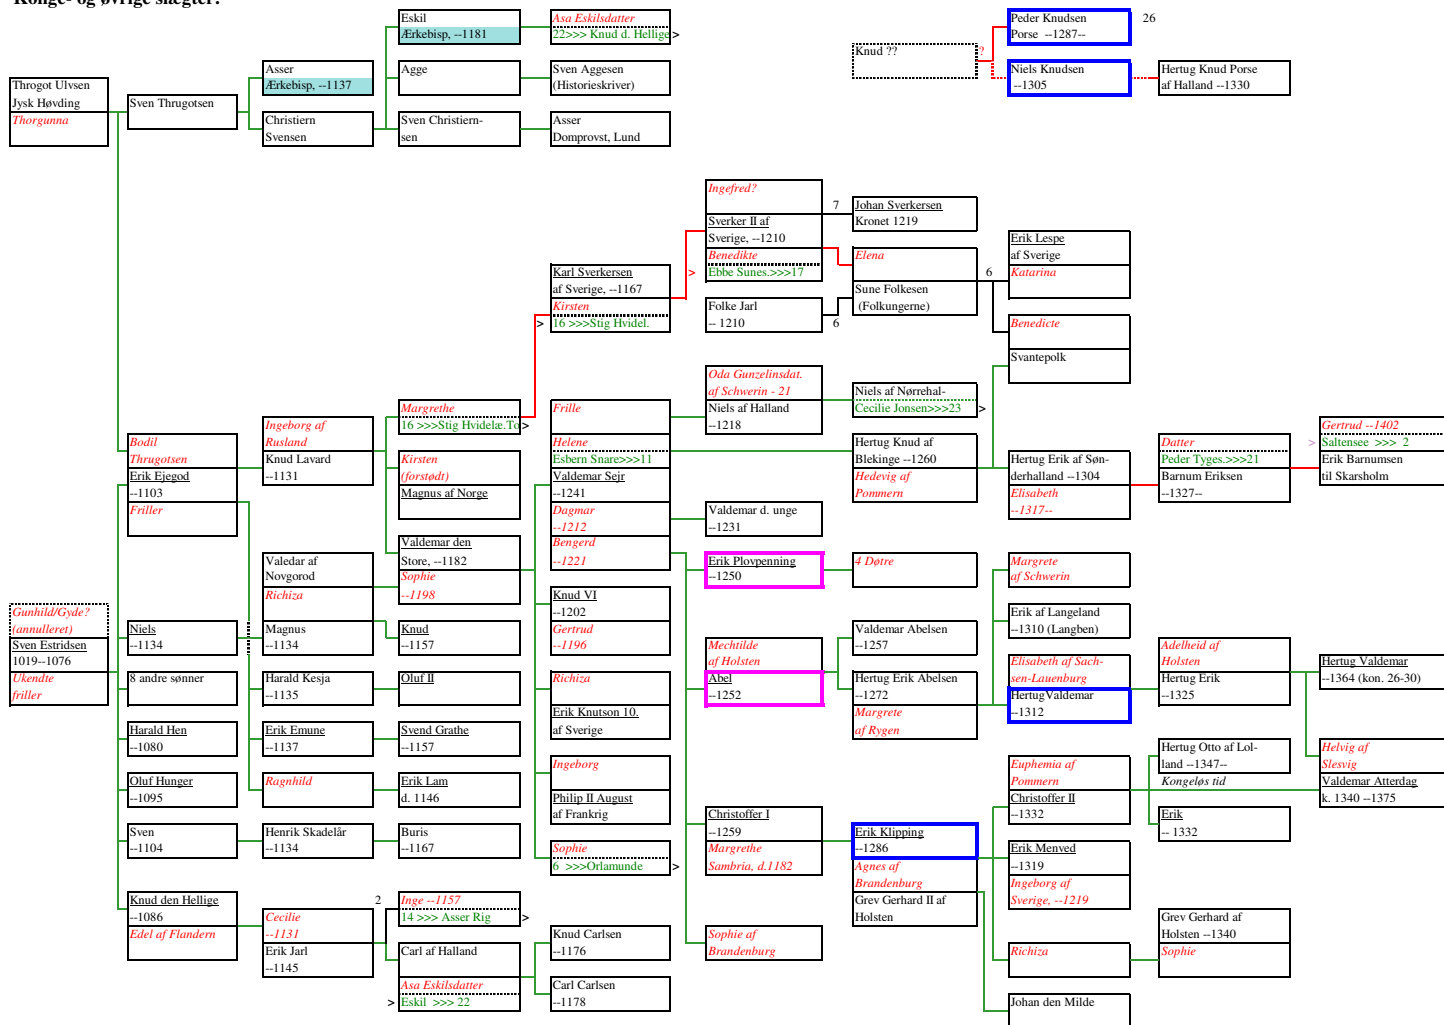 Konge- og øvrige slægter:
Throgot Ulvsen
Jysk Høvding
Thorgunna
Gunhild/Gyde?
(annulleret)
Sven Estridsen
1019--1076
Ukendte
friller
Sven Thrugotsen
Bodil
Thrugotsen
Erik Ejegod
--1103
Friller
Niels
--1134
8 andre sønner
Harald Hen
--1080
Oluf Hunger
--1095
Sven
--1104
Knud den Hellige
--1086
Edel af Flandern
Asser
Ærkebisp, --1137
Christiern
Svensen
Ingeborg af
Rusland
Knud Lavard
--1131
Valedar af
Novgorod
Richiza
Magnus
--1134
Harald Kesja
--1135
Erik Emune
--1137
Ragnhild
Henrik Skadelår
--1134
2
Cecilie
--1131
Erik Jarl
--1145
Eskil
Ærkebisp, --1181
Agge
Sven Christiern-
sen
Margrethe
16 >>>Stig Hvidelæ.To>
Kirsten
(forstødt)
Magnus af Norge
Valdemar den
Store, --1182
Sophie
--1198
Knud
--1157
Oluf II
Svend Grathe
--1157
Erik Lam
d. 1146
Buris
--1167
Inge --1157
14 >>> Asser Rig >
Carl af Halland
Asa Eskilsdatter
> Eskil >>> 22
Asa Eskilsdatter
22>>> Knud d. Hellige>
Sven Aggesen
(Historieskriver)
Asser
Domprovst, Lund
Karl Sverkersen
af Sverige, --1167
Kirsten
> 16 >>>Stig Hvidel.
Frille
Helene
Esbern Snare>>>11
Valdemar Sejr
--1241
Dagmar
--1212
Bengerd
--1221
Knud VI
--1202
Gertrud
--1196
Richiza
Erik Knutson 10.
af Sverige
Ingeborg
Philip II August
af Frankrig
Sophie
6 >>>Orlamunde >
Knud Carlsen
--1176
Carl Carlsen
--1178
Ingefred?
7
Sverker II af
Sverige, --1210
Benedikte
> Ebbe Sunes.>>>17
Folke Jarl
-- 1210
6
Oda Gunzelinsdat.
af Schwerin - 21
Niels af Halland
--1218
Valdemar d. unge
--1231
Erik Plovpenning
--1250
Mechtilde
af Holsten
Abel
--1252
Christoffer I
--1259
Margrethe
Sambria, d.1182
Sophie af
Brandenburg
Knud ??
?
Johan Sverkersen
Kronet 1219
Elena
6
Sune Folkesen
(Folkungerne)
Niels af Nørrehal-
Cecilie Jonsen>>>23 >
Hertug Knud af
Blekinge --1260
Hedevig af
Pommern
4 Døtre
Valdemar Abelsen
--1257
Hertug Erik Abelsen
--1272
Margrete
af Rygen
Erik Klipping
--1286
Agnes af
Brandenburg
Grev Gerhard II af
Holsten
Peder Knudsen
Porse --1287--
26
Niels Knudsen
--1305
Erik Lespe
af Sverige
Katarina
Benedicte
Svantepolk
Hertug Erik af Søn-
derhalland --1304
Elisabeth
--1317--
Margrete
af Schwerin
Erik af Langeland
--1310 (Langben)
Elisabeth af Sach-
sen-Lauenburg
HertugValdemar
--1312
Euphemia af
Pommern
Christoffer II
--1332
Erik Menved
--1319
Ingeborg af
Sverige, --1219
Richiza
Johan den Milde
Hertug Knud Porse
af Halland --1330
Datter
Peder Tyges.>>>21
Barnum Eriksen
--1327--
Adelheid af
Holsten
Hertug Erik
--1325
Hertug Otto af Lol-
land --1347--
Kongeløs tid
Erik
-- 1332
Grev Gerhard af
Holsten --1340
Sophie
Gertrud --1402
> Saltensee >>> 2
Erik Barnumsen
til Skarsholm
Hertug Valdemar
--1364 (kon. 26-30)
Helvig af
Slesvig
Valdemar Atterdag
k. 1340 --1375